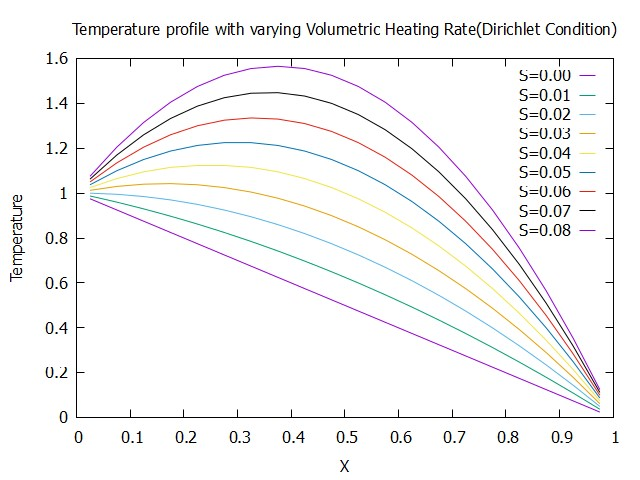 Temperature profile with varying Volumetric Heating Rate(Dirichlet Condition)
1.6
1.4
1.2
1
0.8
0.6
0.4
0.2
0
Temperature
S=0.00
S=0.01
S=0.02
S=0.03
S=0.04
S=0.05
S=0.06
S=0.07
S=0.08
0 0.1 0.2 0.3 0.4 0.5 0.6 0.7 0.8 0.9 1
X